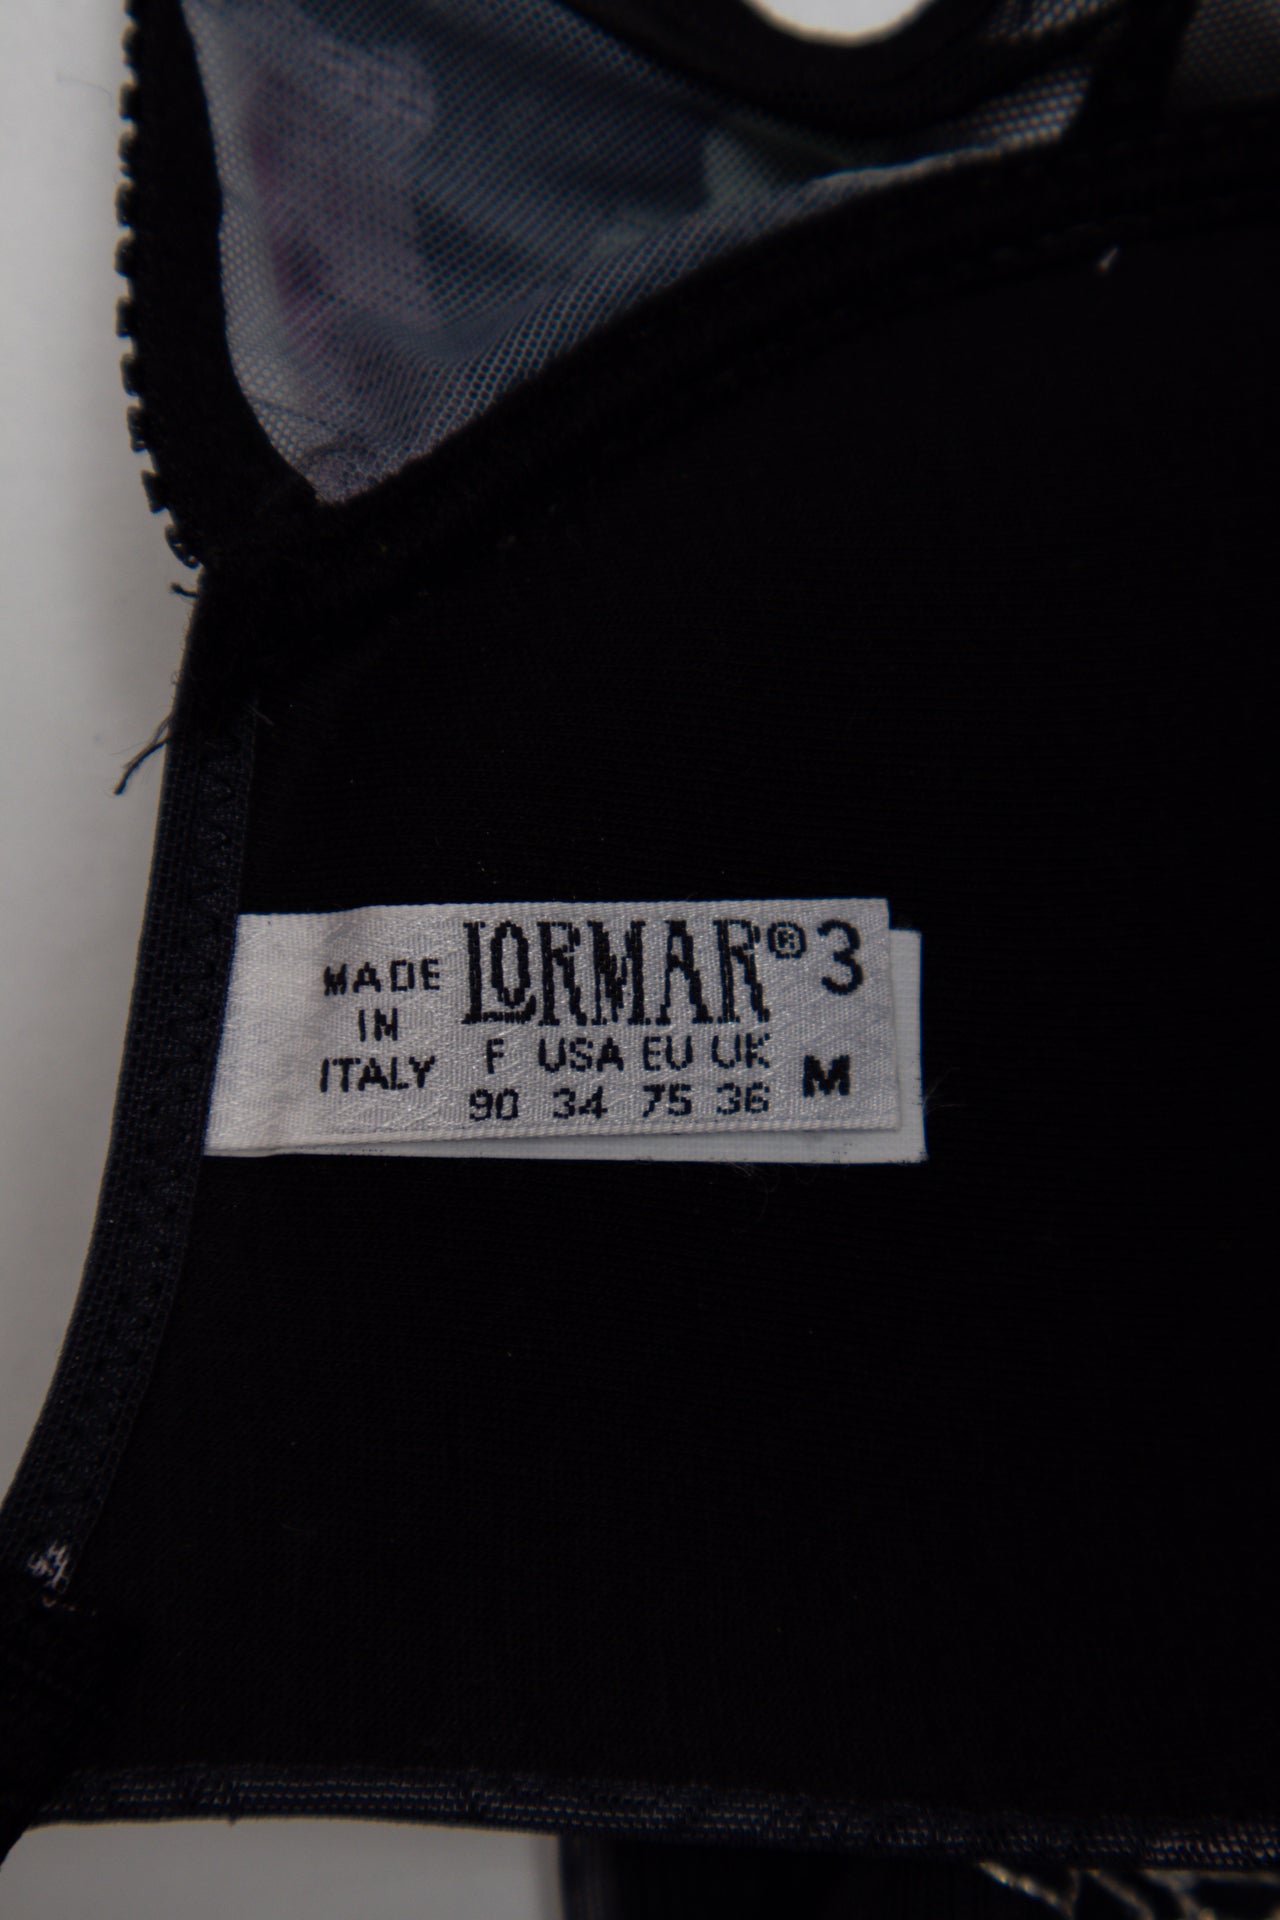 MADE IN ITALY
LORMAR® 3
F USA EU UK M
90 34 75 36